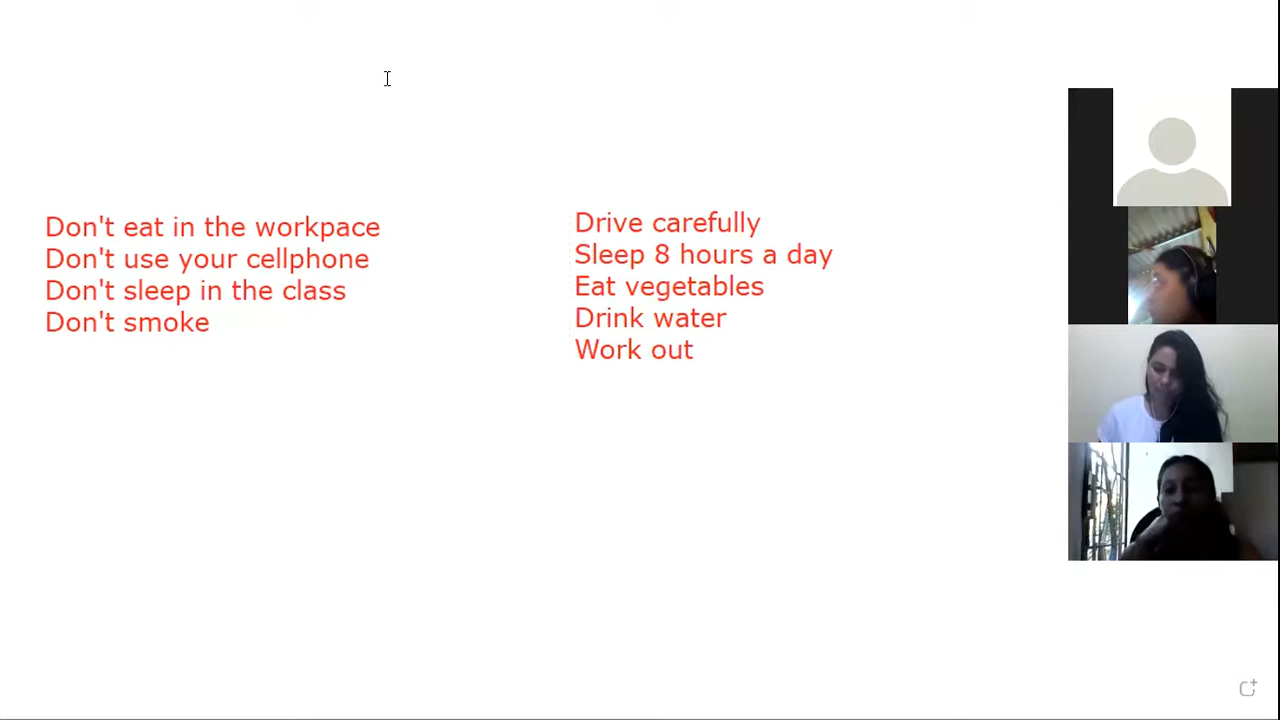 Don't eat in the workpace
Don't use your cellphone
Don't sleep in the class
Don't smoke
Drive carefully
Sleep 8 hours a day
Eat vegetables
Drink water
Work out